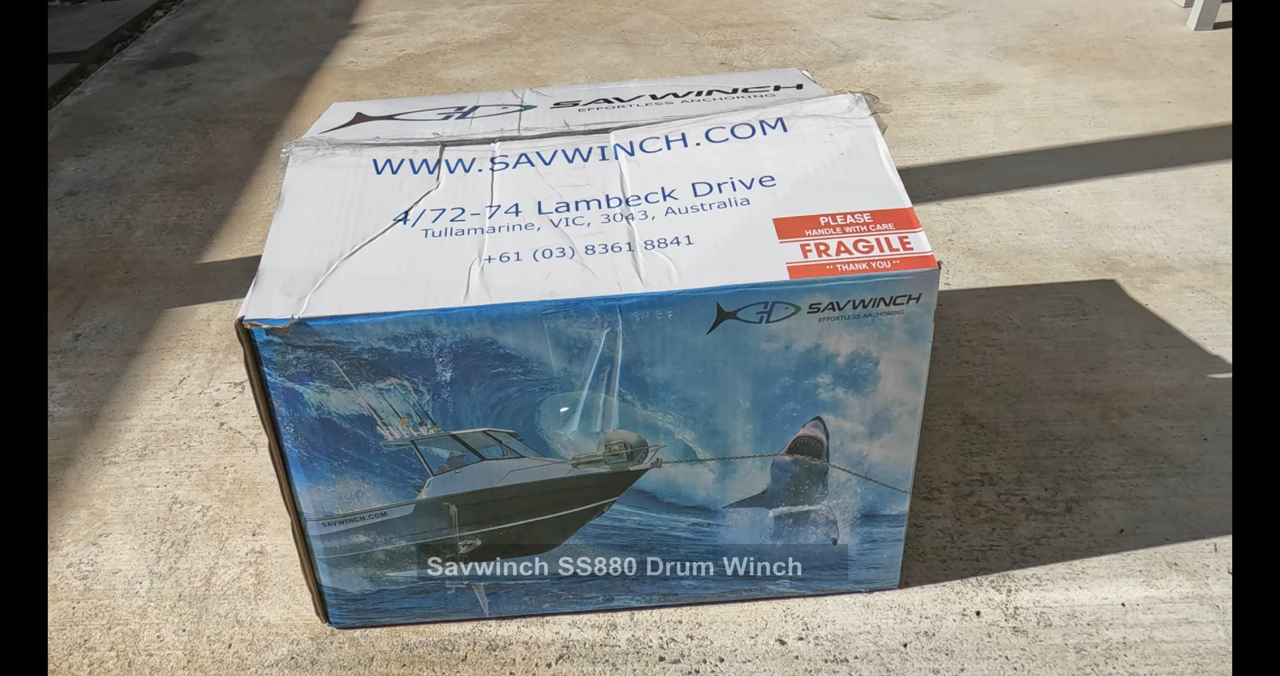 SAVWINCH
EFFORTLESS ANCHORING
WWW.SAVWINCH.COM
4/72-74 Lambeck Drive
Tullamarine, VIC, 3043, Australia
+61 (03) 8361 8841
PLEASE
HANDLE WITH CARE
FRAGILE
** THANK YOU **
SAVWINCH
EFFORTLESS ANCHORING
SAVWINCH.COM
Savwinch SS880 Drum Winch